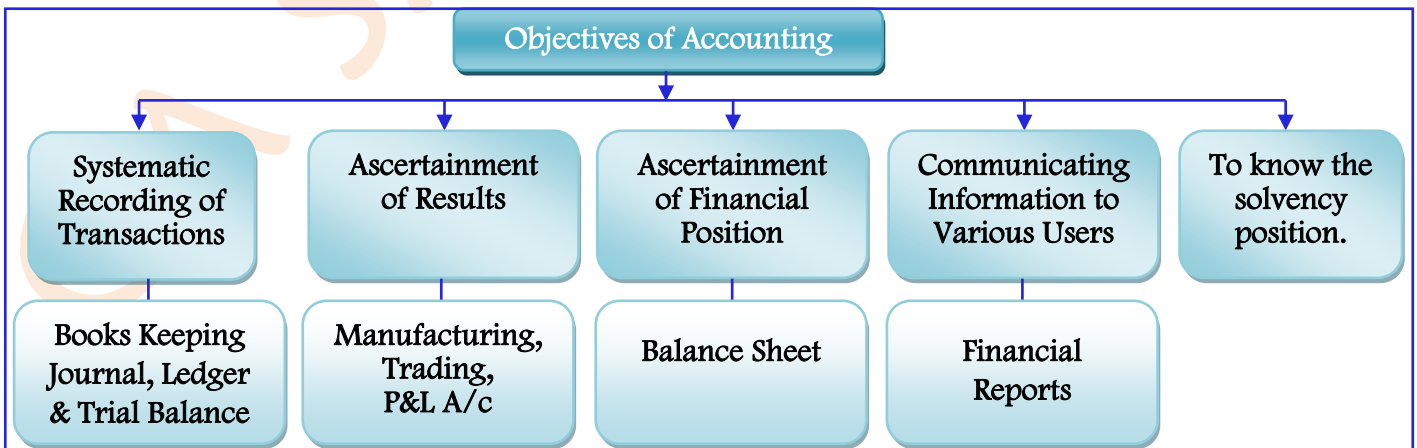 Objectives of Accounting
Systematic
Recording of
Transactions
Ascertainment
of Results
Ascertainment
of Financial
Position
Communicating
Information to
Various Users
To know the
solvency
position.
Books Keeping
Journal, Ledger
& Trial Balance
Manufacturing,
Trading,
P&L A/c
Balance Sheet
Financial
Reports